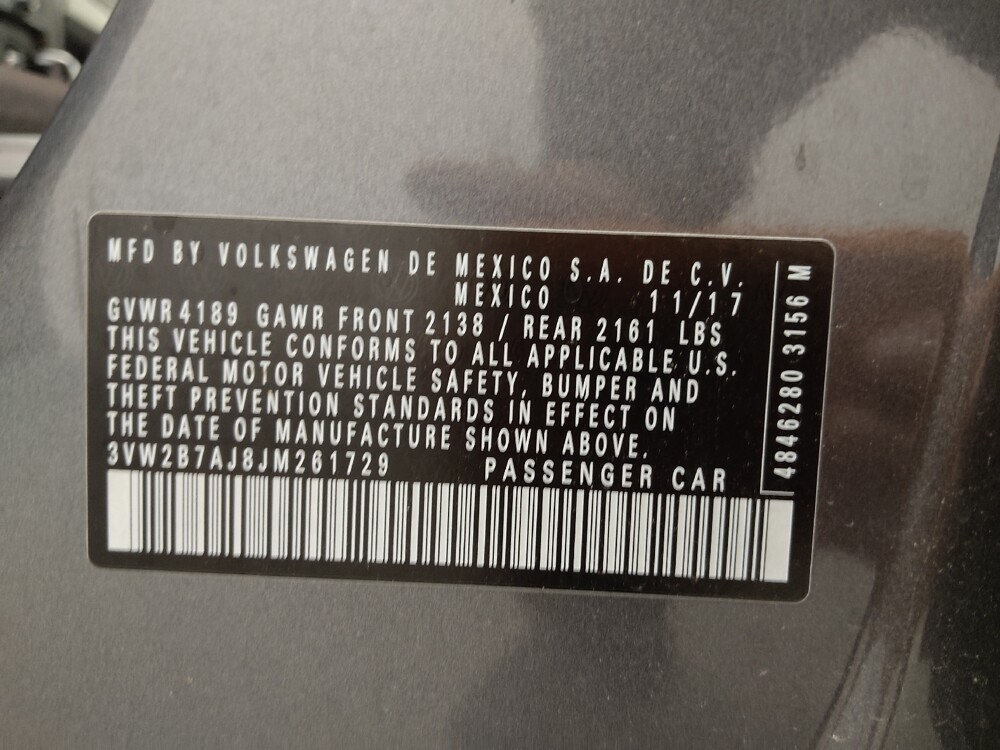 MFD BY VOLKSWAGEN DE MEXICO S.A. DE C.V.
MEXICO 11/17
GVWR 4189 GAWR FRONT 2138 / REAR 2161 LBS
THIS VEHICLE CONFORMS TO ALL APPLICABLE U.S.
FEDERAL MOTOR VEHICLE SAFETY, BUMPER AND
THEFT PREVENTION STANDARDS IN EFFECT ON
THE DATE OF MANUFACTURE SHOWN ABOVE.
3VW2B7AJ8JM261729 PASSENGER CAR
4846280 3156 M